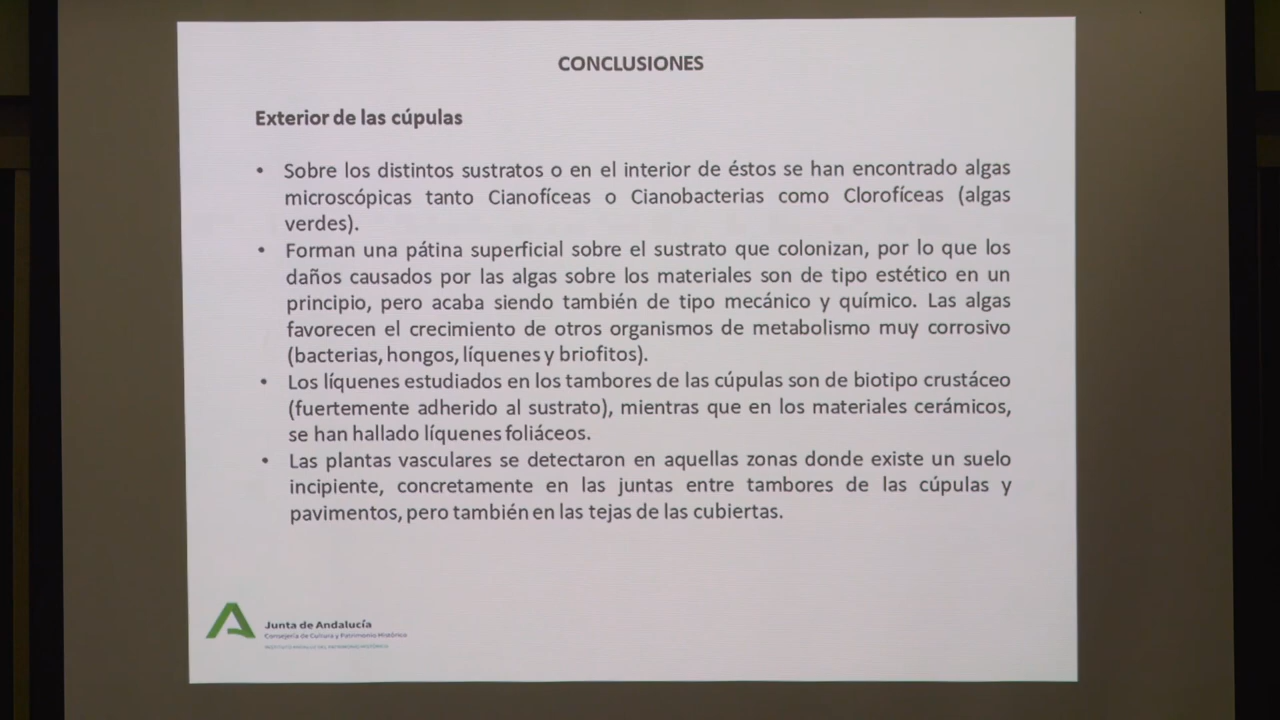 CONCLUSIONES
Exterior de las cúpulas
• Sobre los distintos sustratos o en el interior de éstos se han encontrado algas
microscópicas tanto Cianofíceas o Cianobacterias como Clorofíceas (algas
verdes).
• Forman una pátina superficial sobre el sustrato que colonizan, por lo que los
daños causados por las algas sobre los materiales son de tipo estético en un
principio, pero acaba siendo también de tipo mecánico y químico. Las algas
favorecen el crecimiento de otros organismos de metabolismo muy corrosivo
(bacterias, hongos, líquenes y briofitos).
• Los líquenes estudiados en los tambores de las cúpulas son de biotipo crustáceo
(fuertemente adherido al sustrato), mientras que en los materiales cerámicos,
se han hallado líquenes foliáceos.
• Las plantas vasculares se detectaron en aquellas zonas donde existe un suelo
incipiente, concretamente en las juntas entre tambores de las cúpulas y
pavimentos, pero también en las tejas de las cubiertas.
Junta de Andalucía
Consejería de Cultura y Patrimonio Histórico
INSTITUTO ANDALUZ DEL PATRIMONIO HISTÓRICO